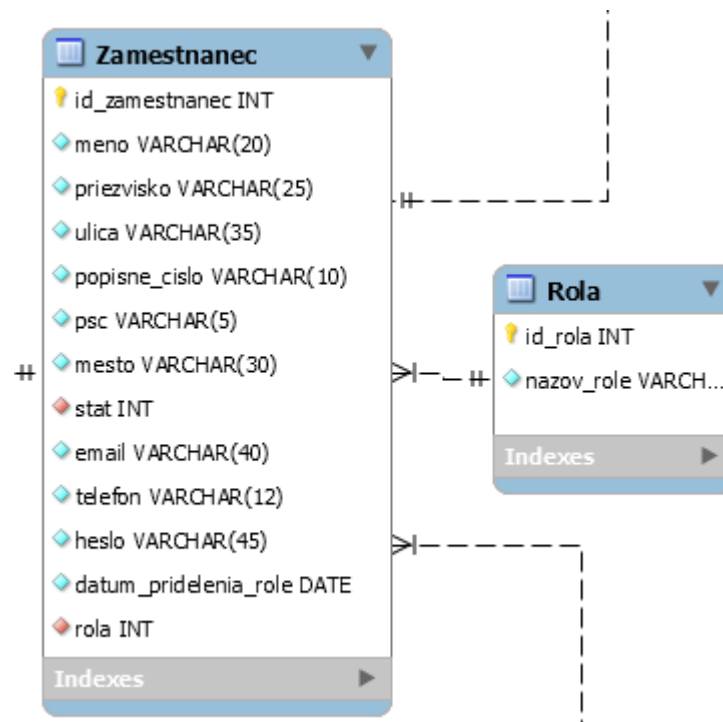 Zamestnanec
id_zamestnanec INT
meno VARCHAR(20)
priezvisko VARCHAR(25)
ulica VARCHAR(35)
popisne_cislo VARCHAR(10)
psc VARCHAR(5)
mesto VARCHAR(30)
stat INT
email VARCHAR(40)
telefon VARCHAR(12)
heslo VARCHAR(45)
datum_pridelenia_role DATE
rola INT
Indexes
Rola
id_rola INT
nazov_role VARCH...
Indexes